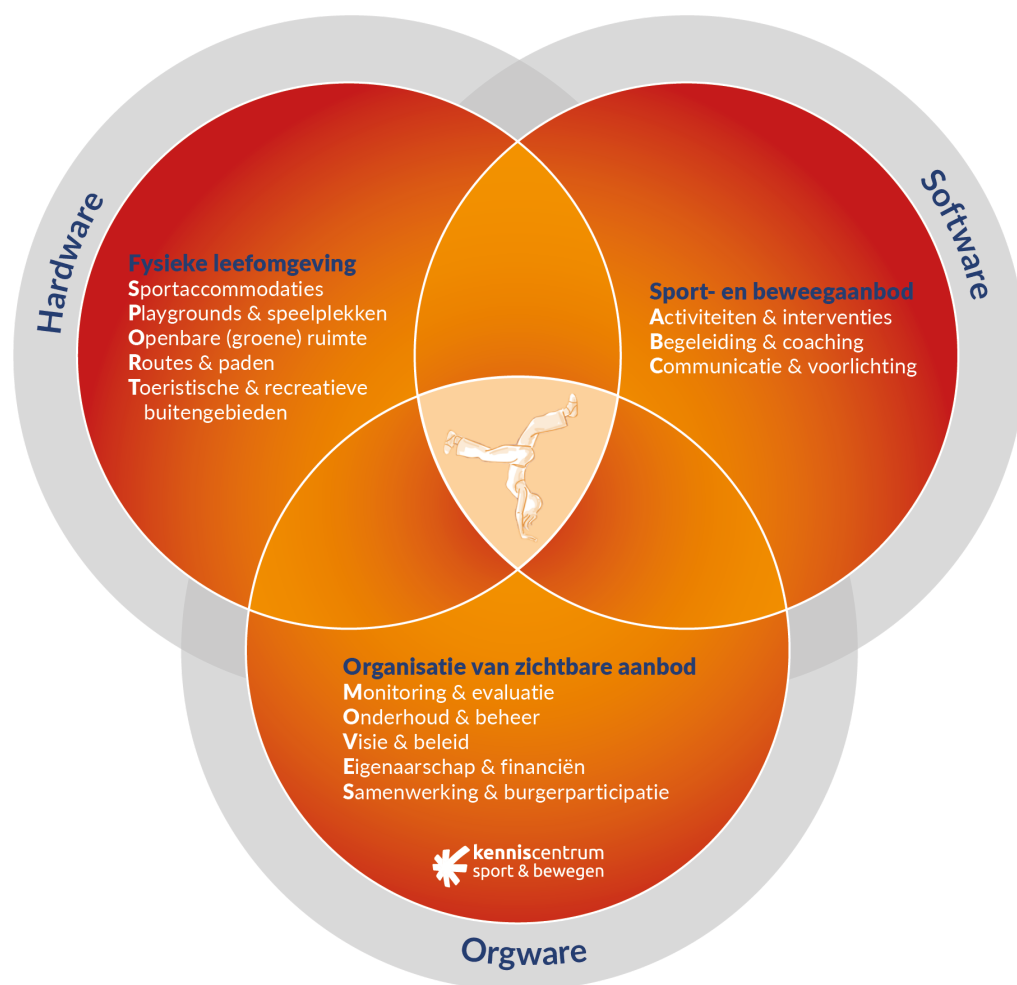 Hardware
Fysieke leefomgeving
Sportaccommodaties
Playgrounds & speelplekken
Openbare (groene) ruimte
Routes & paden
Toeristische & recreatieve
buitengebieden
Software
Sport- en beweegaanbod
Activiteiten & interventies
Begeleiding & coaching
Communicatie & voorlichting
Organisatie van zichtbare aanbod
Monitoring & evaluatie
Onderhoud & beheer
Visie & beleid
Eigenaarschap & financiën
Samenwerking & burgerparticipatie
kenniscentrum
sport & bewegen
Orgware